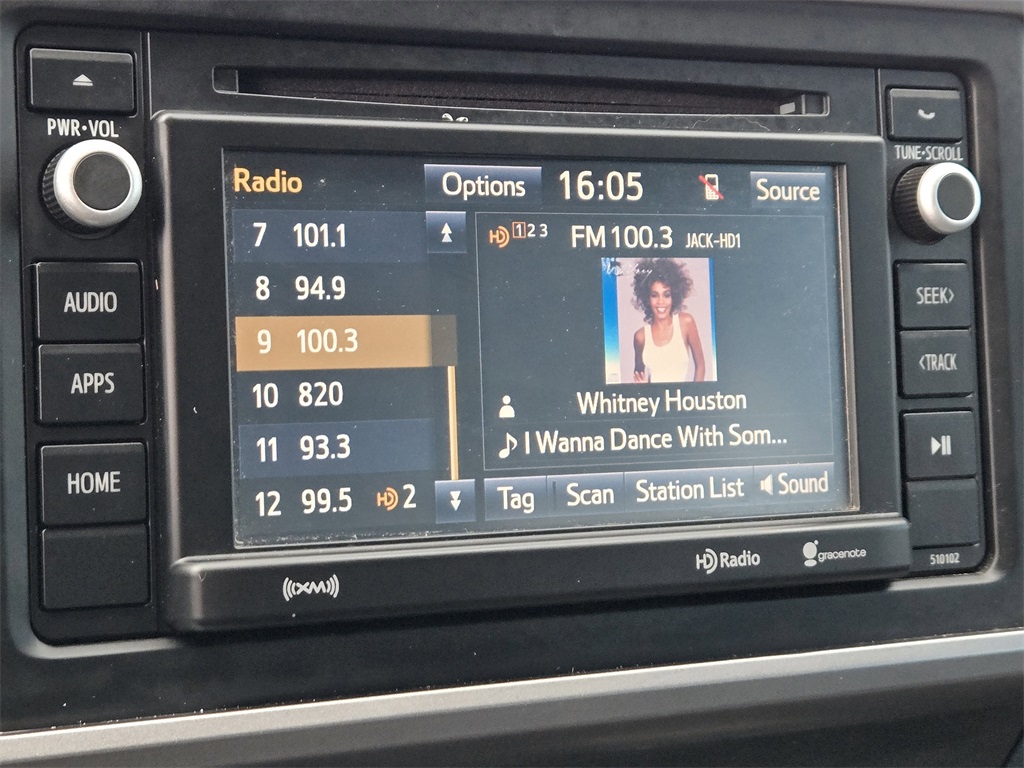 PWR•VOL
TUNE•SCROLL
Radio
Options
16:05
Source
7 101.1
8 94.9
9 100.3
10 820
11 93.3
12 99.5 HD 2
HD 1 2 3 FM 100.3 JACK-HD1
Whitney Houston
I Wanna Dance With Som...
Tag
Scan
Station List
Sound
AUDIO
APPS
HOME
SEEK>
<TRACK
((XM))
HD Radio
gracenote
510102